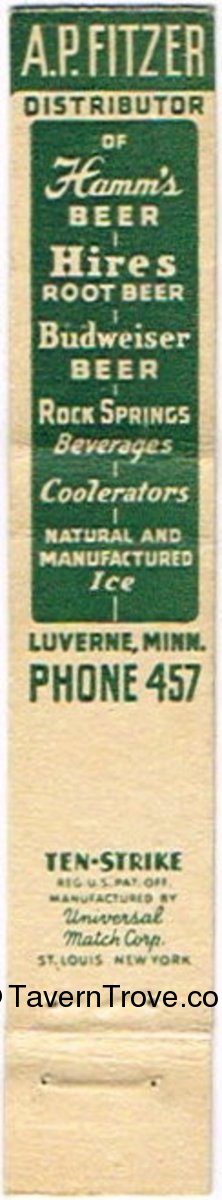 A.P. FITZER
DISTRIBUTOR
OF
Hamm's
BEER
Hires
ROOT BEER
Budweiser
BEER
ROCK SPRINGS
Beverages
Coolerators
NATURAL AND
MANUFACTURED
Ice
LUVERNE, MINN.
PHONE 457
TEN-STRIKE
REG. U.S. PAT. OFF.
MANUFACTURED BY
Universal
Match Corp.
ST. LOUIS NEW YORK
© TavernTrove.co